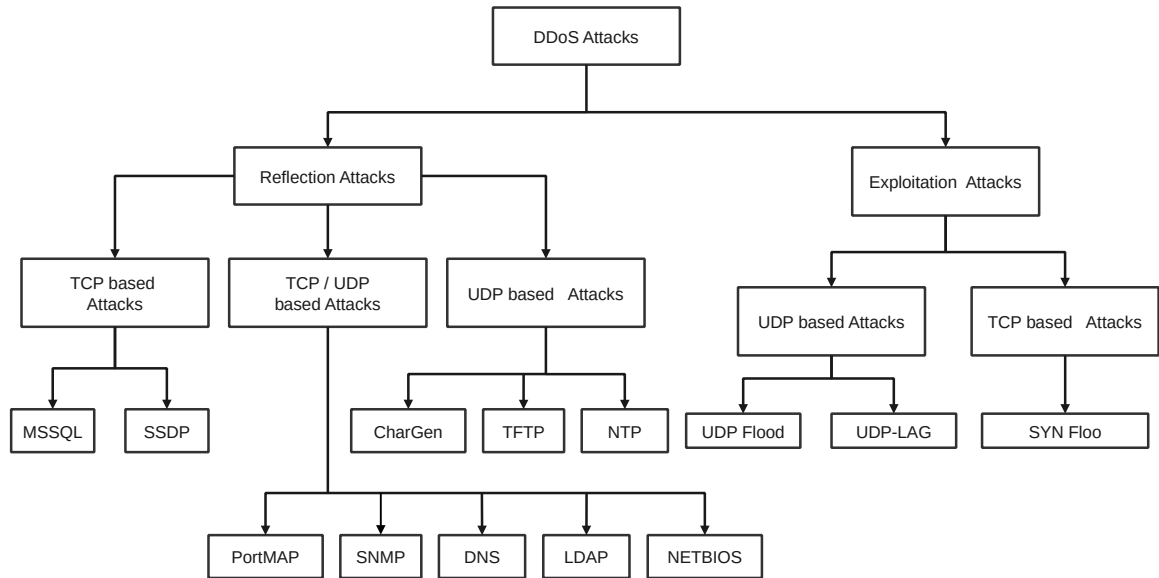 DDoS Attacks
Reflection Attacks
Exploitation Attacks
TCP based
Attacks
TCP / UDP
based Attacks
UDP based Attacks
UDP based Attacks
TCP based Attacks
MSSQL
SSDP
CharGen
TFTP
NTP
UDP Flood
UDP-LAG
SYN Floo
PortMAP
SNMP
DNS
LDAP
NETBIOS